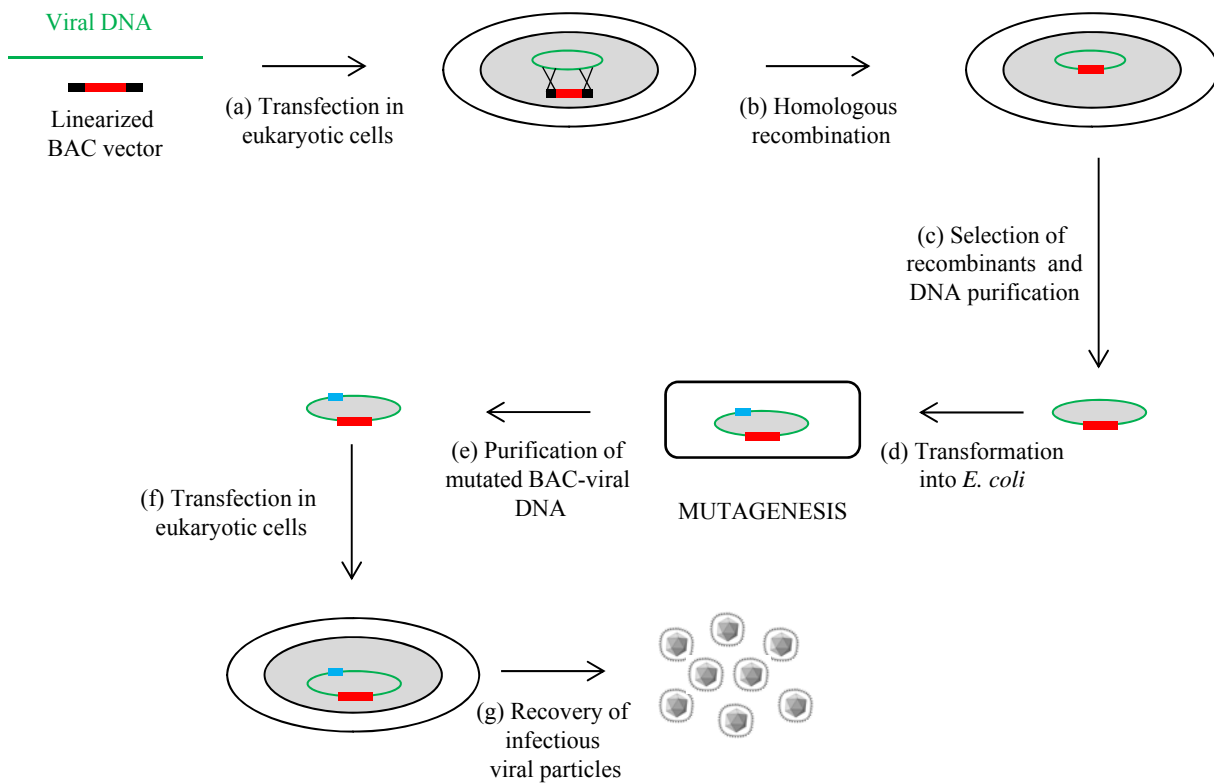 Viral DNA
Linearized
BAC vector
(a) Transfection in
eukaryotic cells
(b) Homologous
recombination
(c) Selection of
recombinants and
DNA purification
(d) Transformation
into E. coli
MUTAGENESIS
(e) Purification of
mutated BAC-viral
DNA
(f) Transfection in
eukaryotic cells
(g) Recovery of
infectious
viral particles